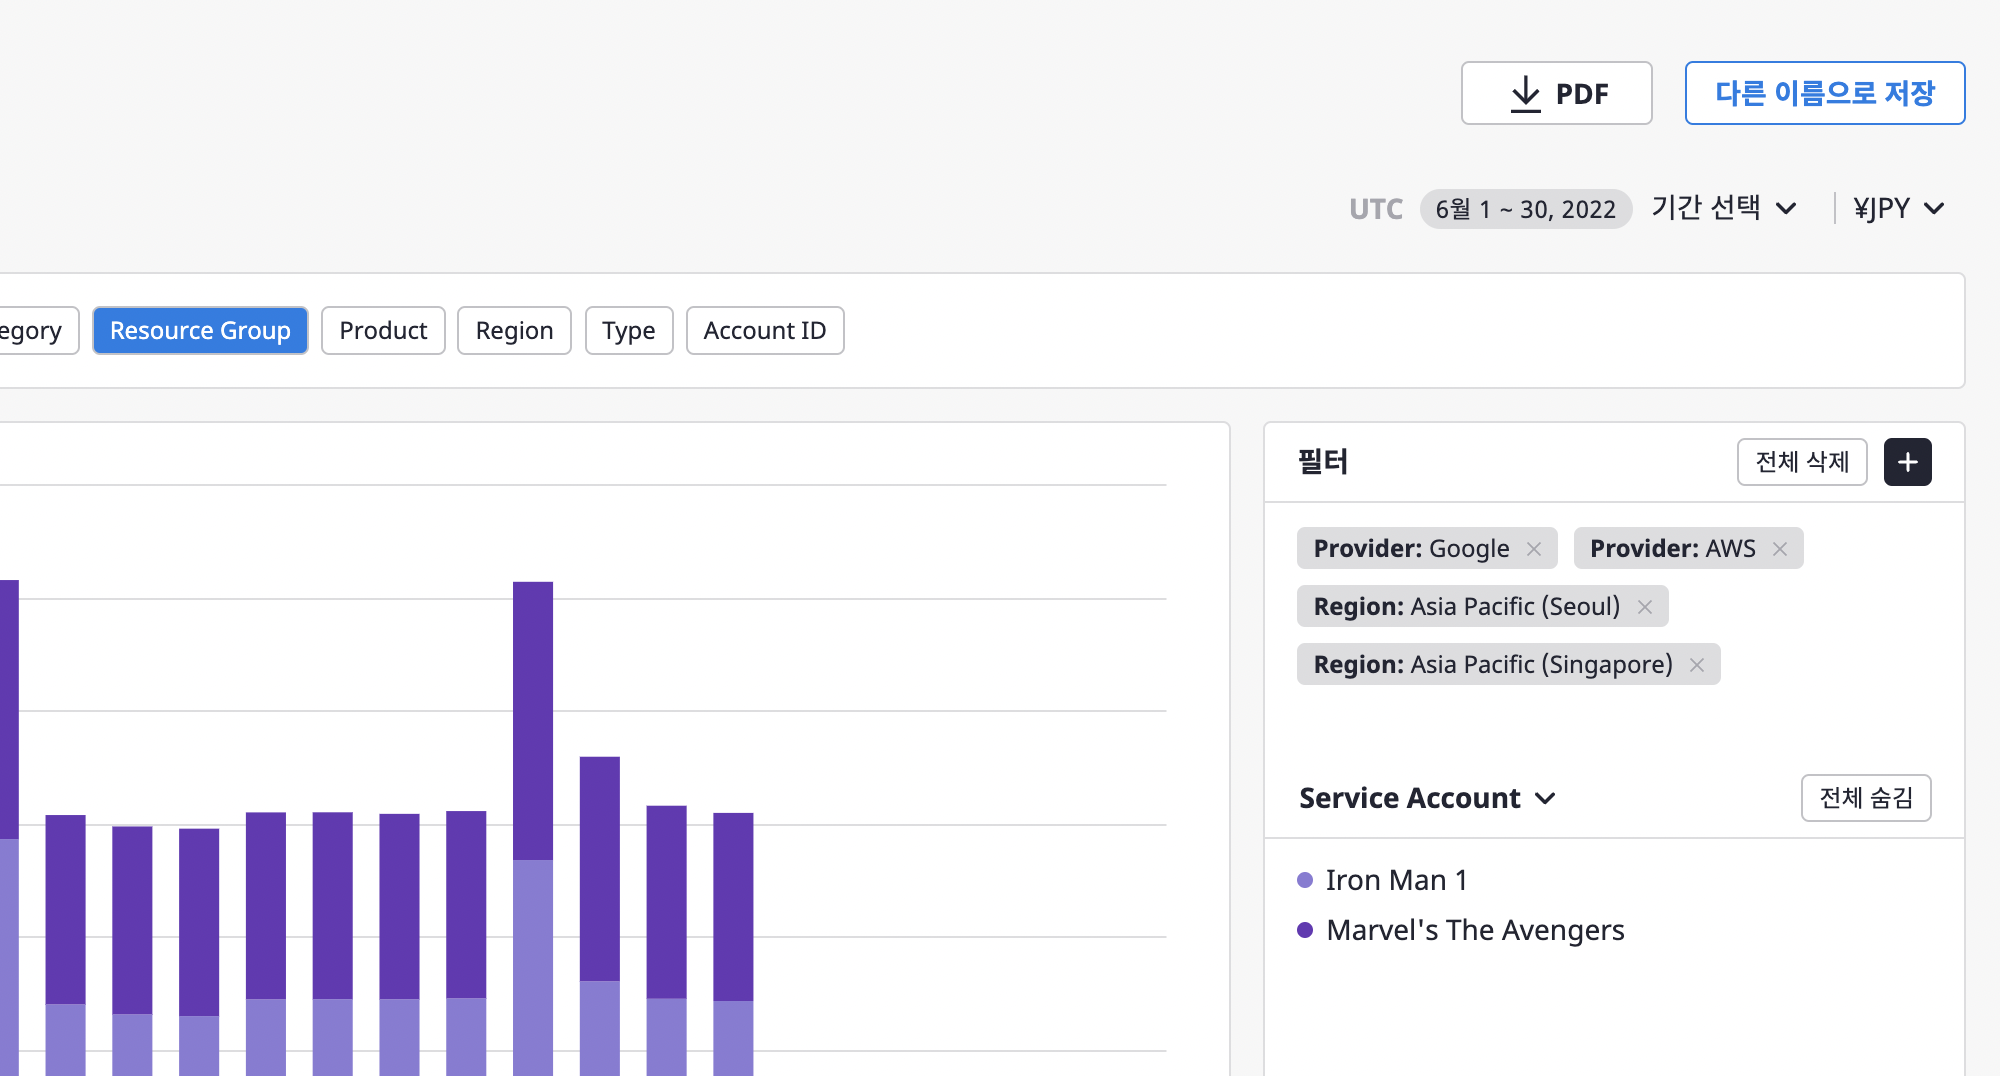 PDF 다른 이름으로 저장
UTC 6월 1 ~ 30, 2022 기간 선택 ¥JPY
egory Resource Group Product Region Type Account ID
필터 전체 삭제
Provider: Google Provider: AWS
Region: Asia Pacific (Seoul)
Region: Asia Pacific (Singapore)
Service Account 전체 숨김
Iron Man 1
Marvel's The Avengers